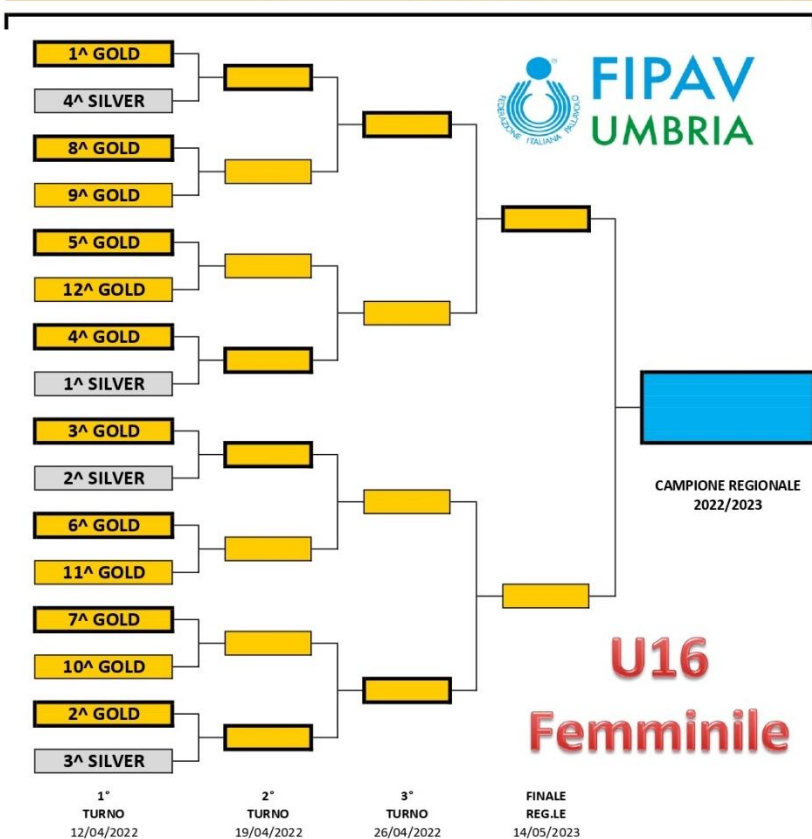 1^ GOLD
4^ SILVER
8^ GOLD
9^ GOLD
5^ GOLD
12^ GOLD
4^ GOLD
1^ SILVER
3^ GOLD
2^ SILVER
6^ GOLD
11^ GOLD
7^ GOLD
10^ GOLD
2^ GOLD
3^ SILVER
FEDERAZIONE ITALIANA PALLAVOLO
FIPAV
UMBRIA
CAMPIONE REGIONALE
2022/2023
U16
Femminile
1°
TURNO
12/04/2022
2°
TURNO
19/04/2022
3°
TURNO
26/04/2022
FINALE
REG.LE
14/05/2023